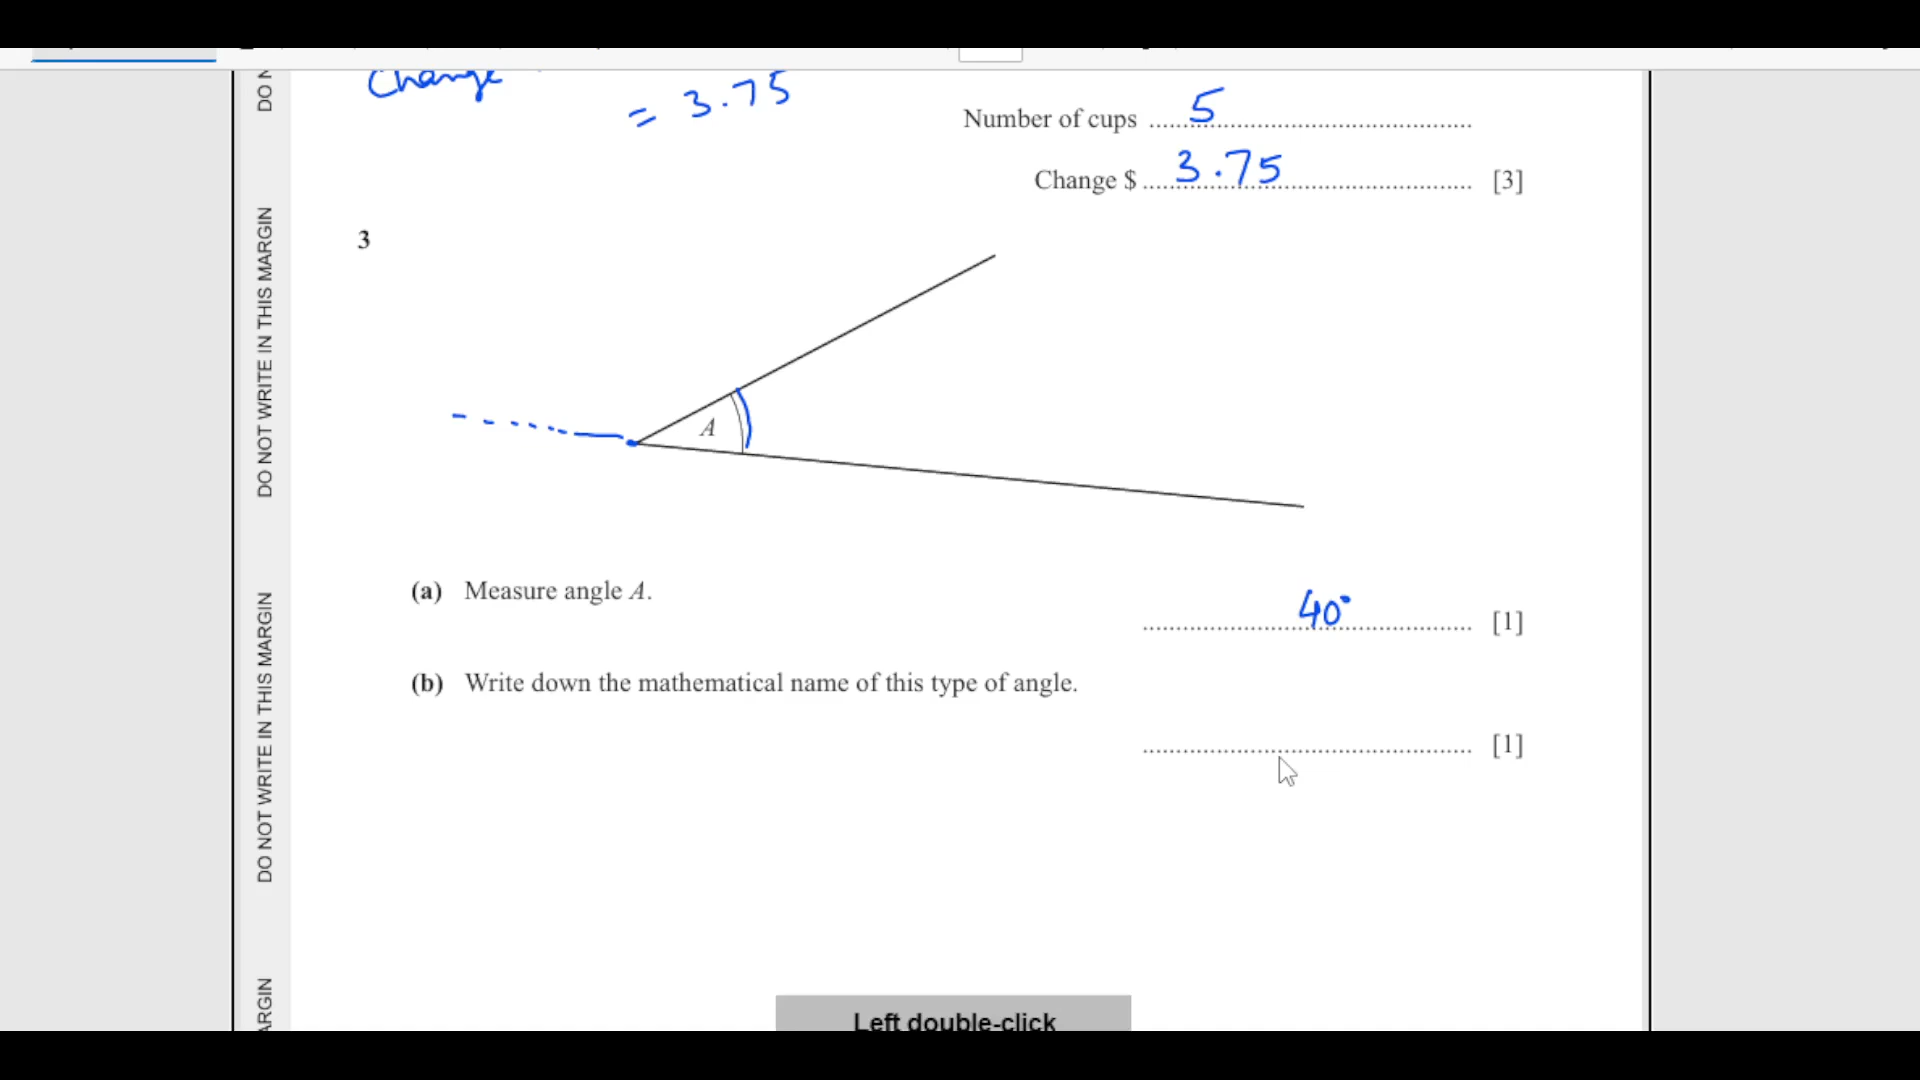 Change
= 3.75
Number of cups ........ 5 ........
Change $ ........ 3.75 ........ [3]
3
A
(a) Measure angle A.
........ 40° ........ [1]
(b) Write down the mathematical name of this type of angle.
................ [1]
DO N
DO NOT WRITE IN THIS MARGIN
DO NOT WRITE IN THIS MARGIN
ARGIN
Left double-click